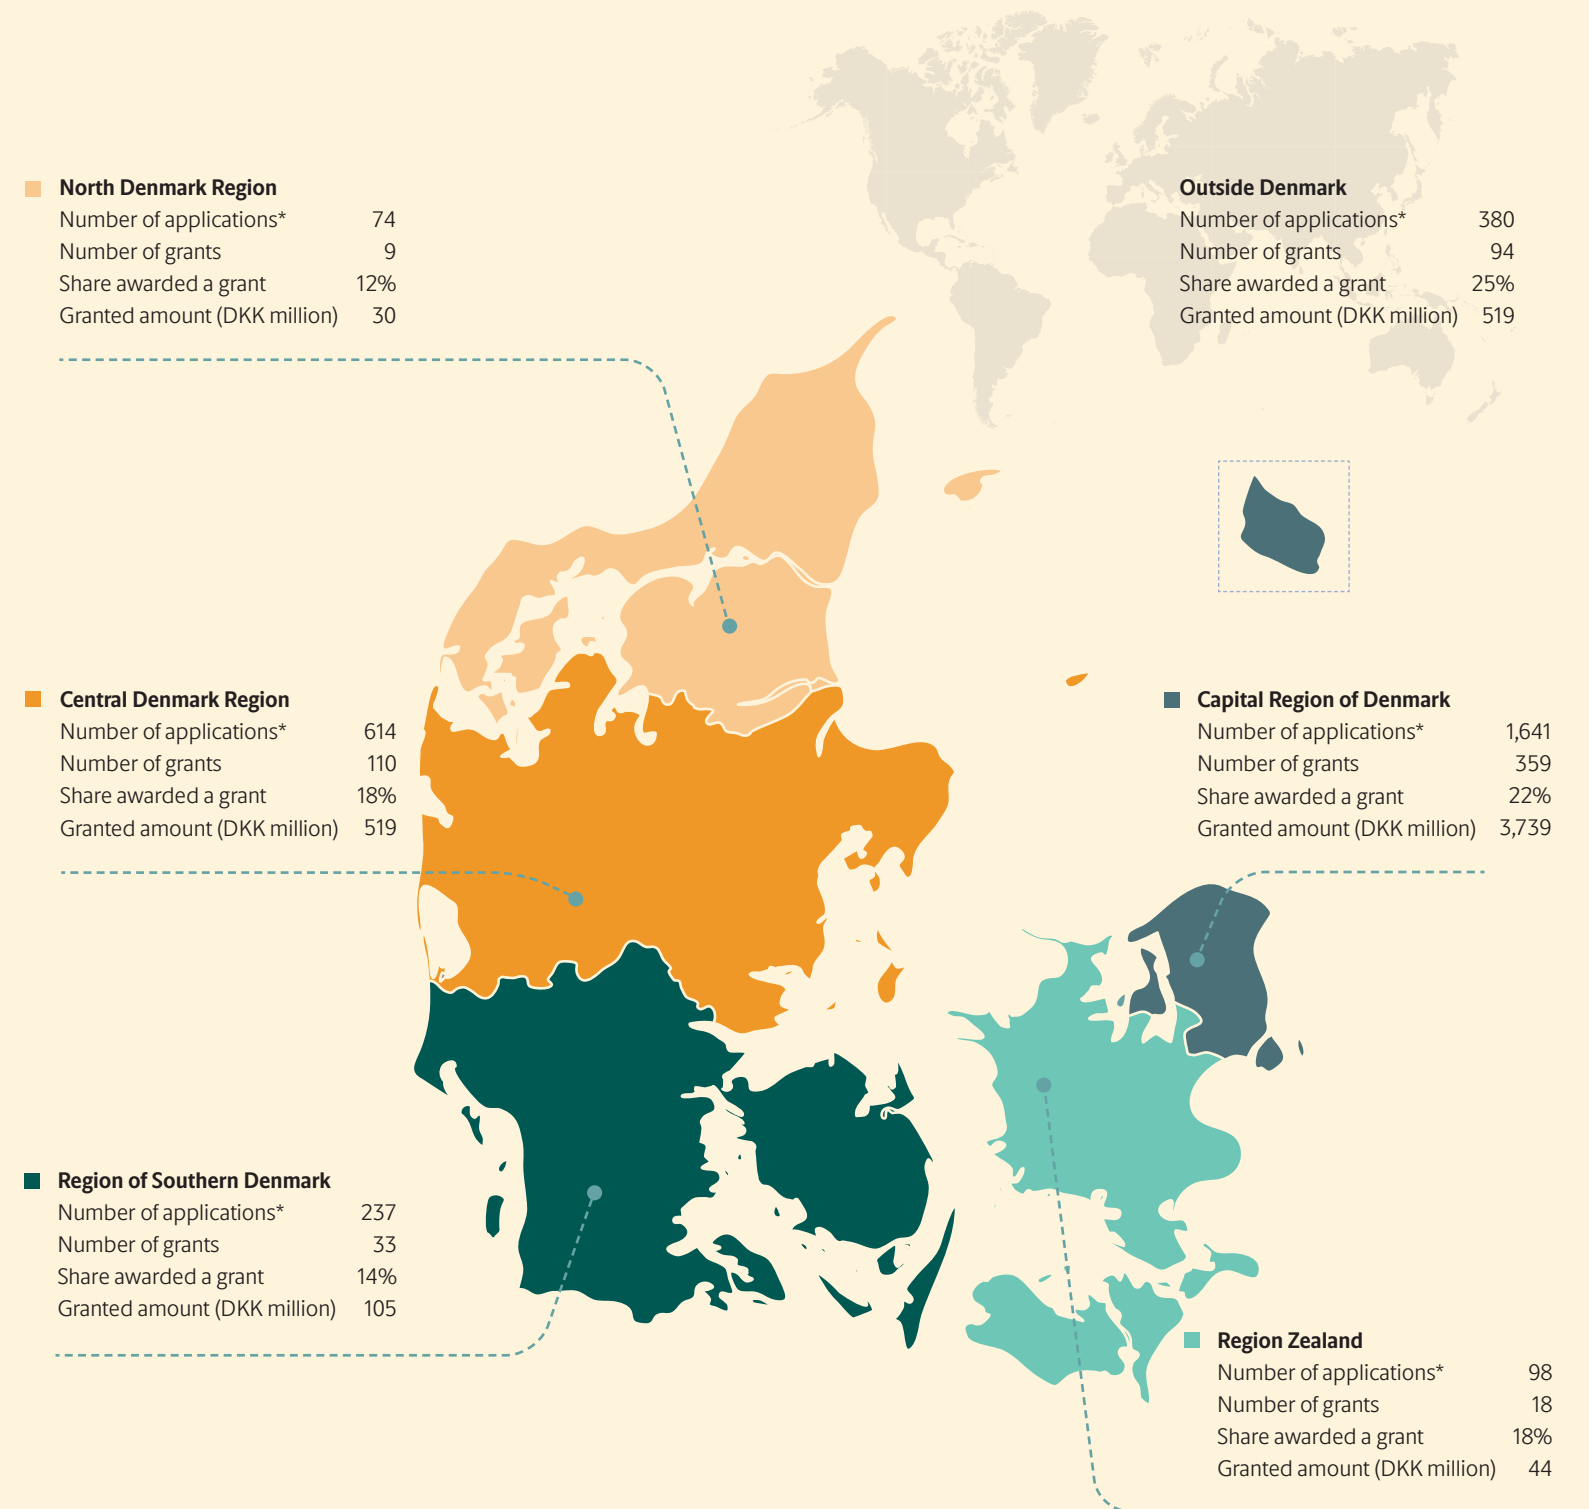 North Denmark Region
Number of applications* 74
Number of grants 9
Share awarded a grant 12%
Granted amount (DKK million) 30
Outside Denmark
Number of applications* 380
Number of grants 94
Share awarded a grant 25%
Granted amount (DKK million) 519
Central Denmark Region
Number of applications* 614
Number of grants 110
Share awarded a grant 18%
Granted amount (DKK million) 519
Capital Region of Denmark
Number of applications* 1,641
Number of grants 359
Share awarded a grant 22%
Granted amount (DKK million) 3,739
Region of Southern Denmark
Number of applications* 237
Number of grants 33
Share awarded a grant 14%
Granted amount (DKK million) 105
Region Zealand
Number of applications* 98
Number of grants 18
Share awarded a grant 18%
Granted amount (DKK million) 44